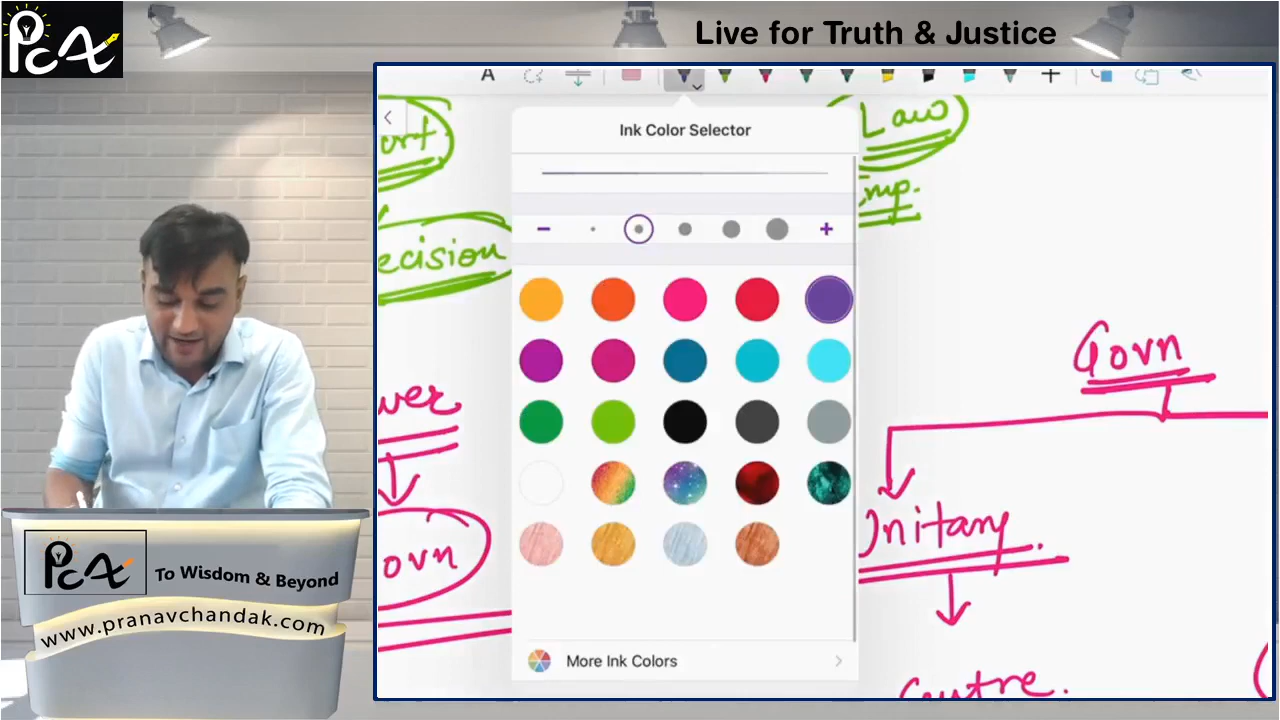 PCA
Live for Truth & Justice
A
Ink Color Selector
Law
Imp.
ecision
Govn
wer
Unitary.
ovn
Centre.
More Ink Colors
PCA
To Wisdom & Beyond
www.pranavchandak.com